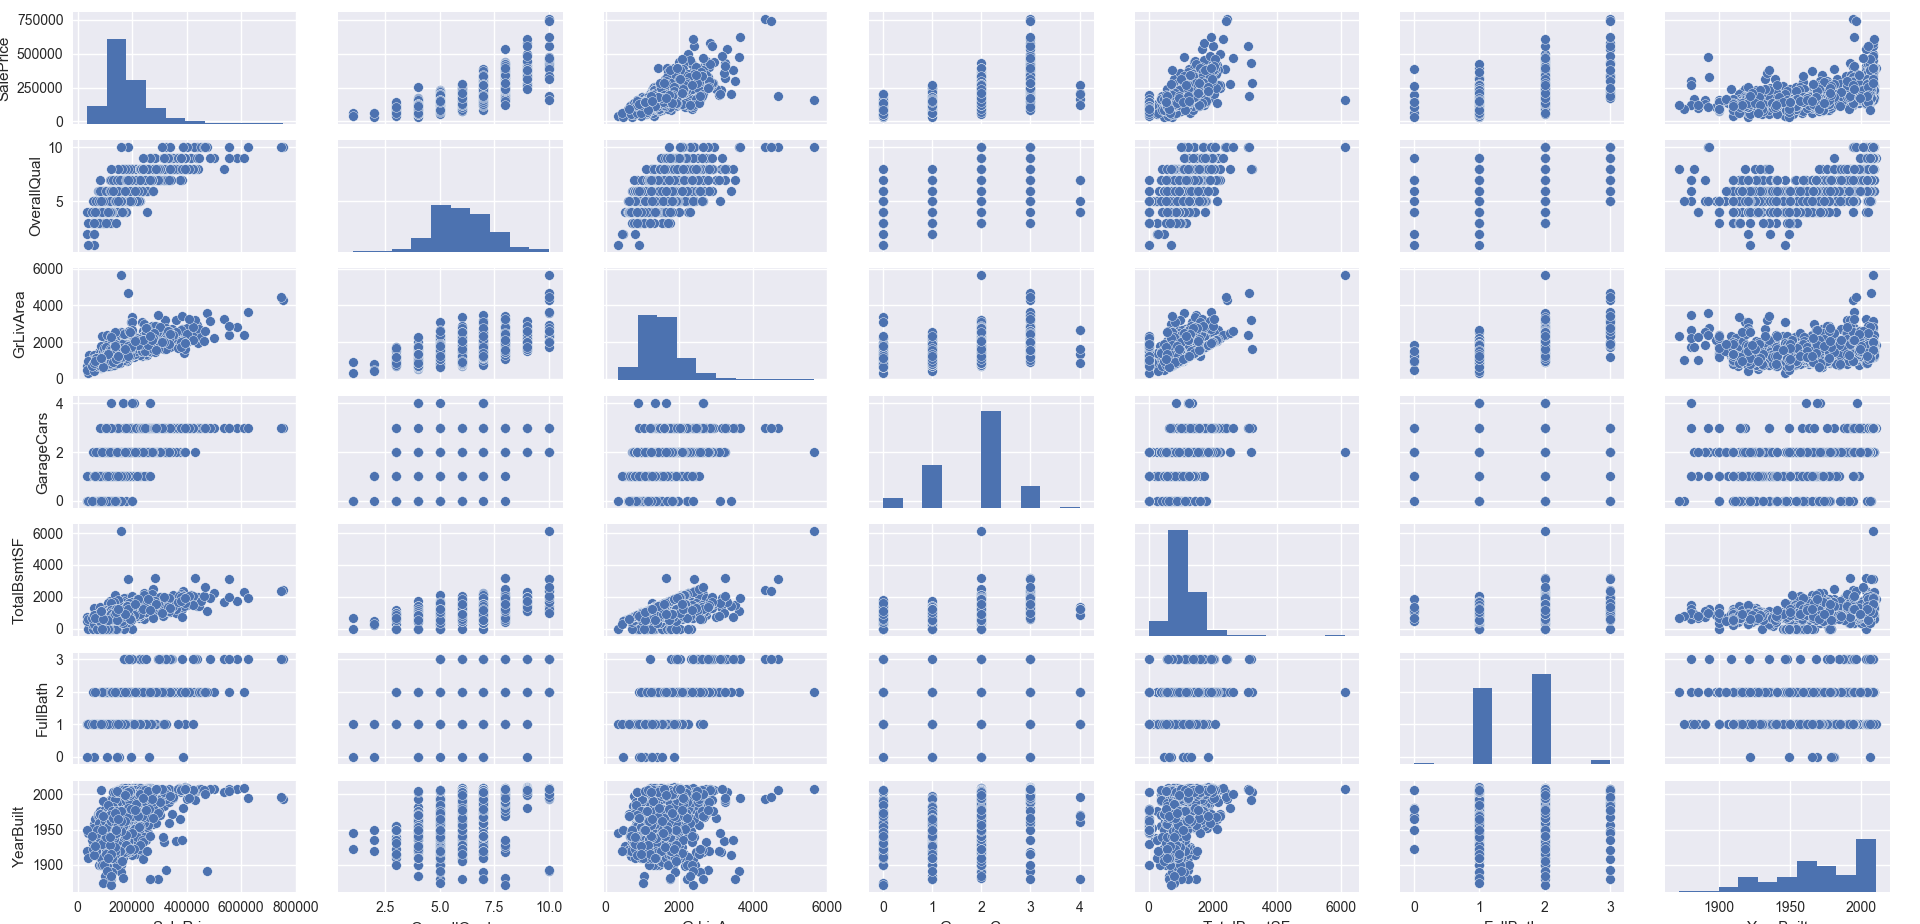 750000
500000
250000
0
SalePrice
10
5
OverallQual
6000
4000
2000
0
GrLivArea
4
2
0
GarageCars
6000
4000
2000
0
TotalBsmtSF
3
2
1
0
FullBath
2000
1950
1900
YearBuilt
0 200000 400000 600000 800000
2.5 5.0 7.5 10.0
0 2000 4000 6000
0 1 2 3 4
0 2000 4000 6000
0 1 2 3
1900 1950 2000